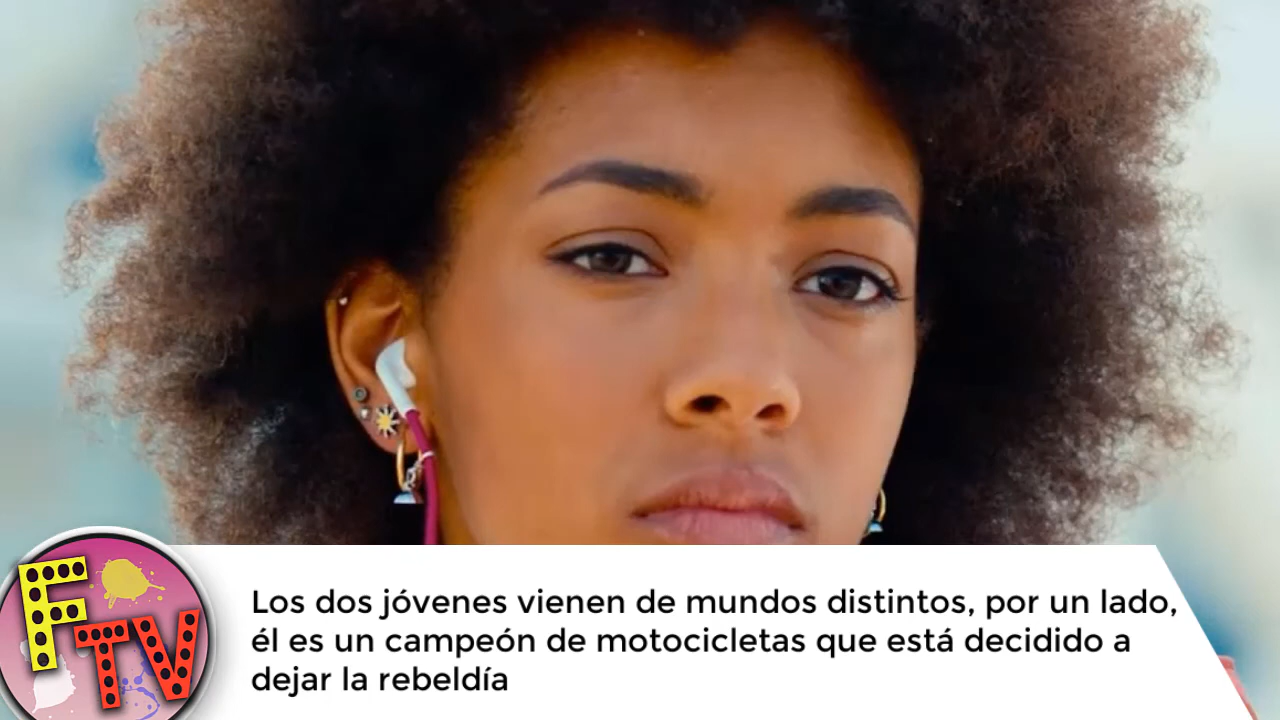 Los dos jóvenes vienen de mundos distintos, por un lado,
él es un campeón de motocicletas que está decidido a
dejar la rebeldía
FTV